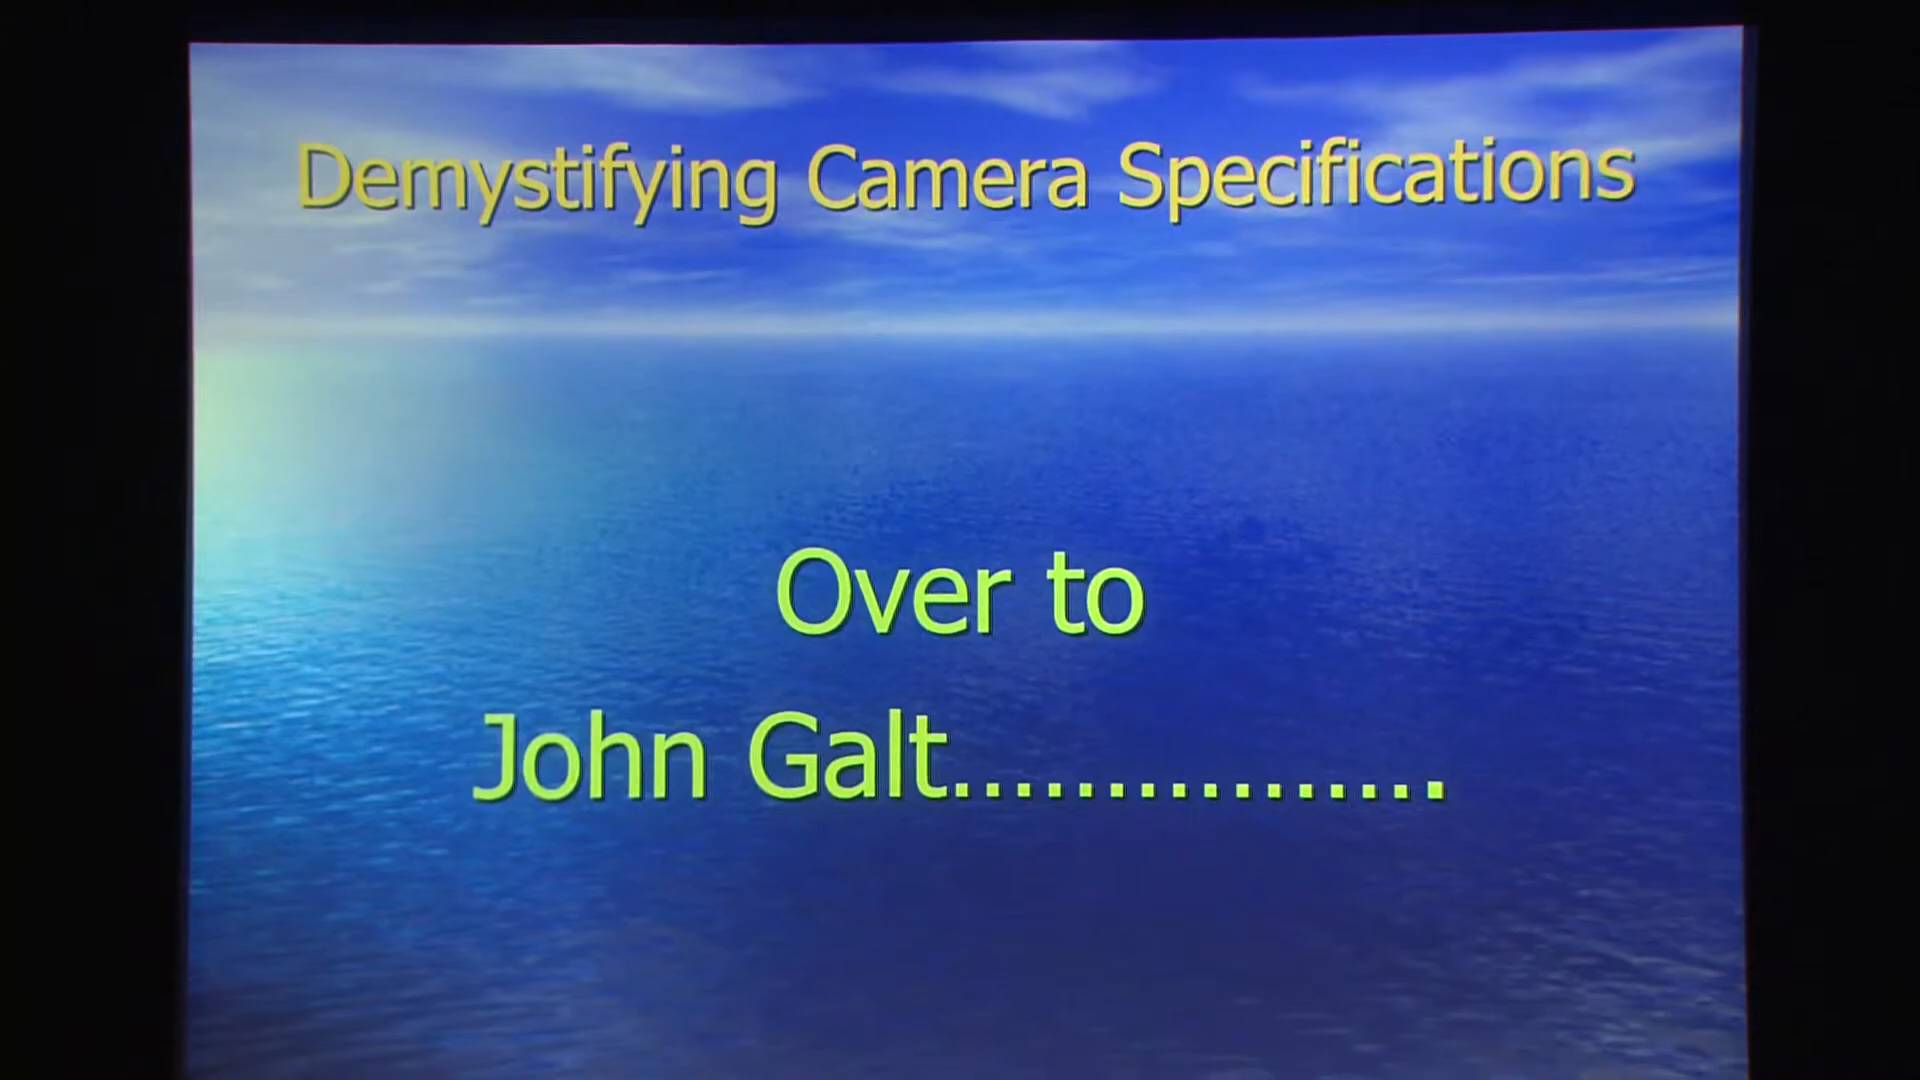 Demystifying Camera Specifications
Over to
John Galt................